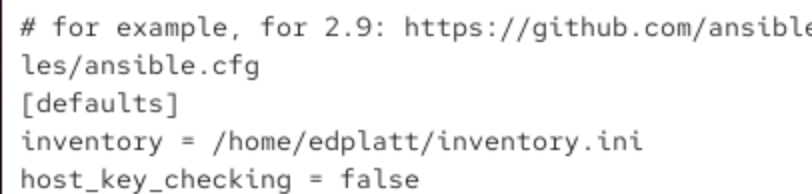 # for example, for 2.9: https://github.com/ansible
les/ansible.cfg
[defaults]
inventory = /home/edplatt/inventory.ini
host_key_checking = false